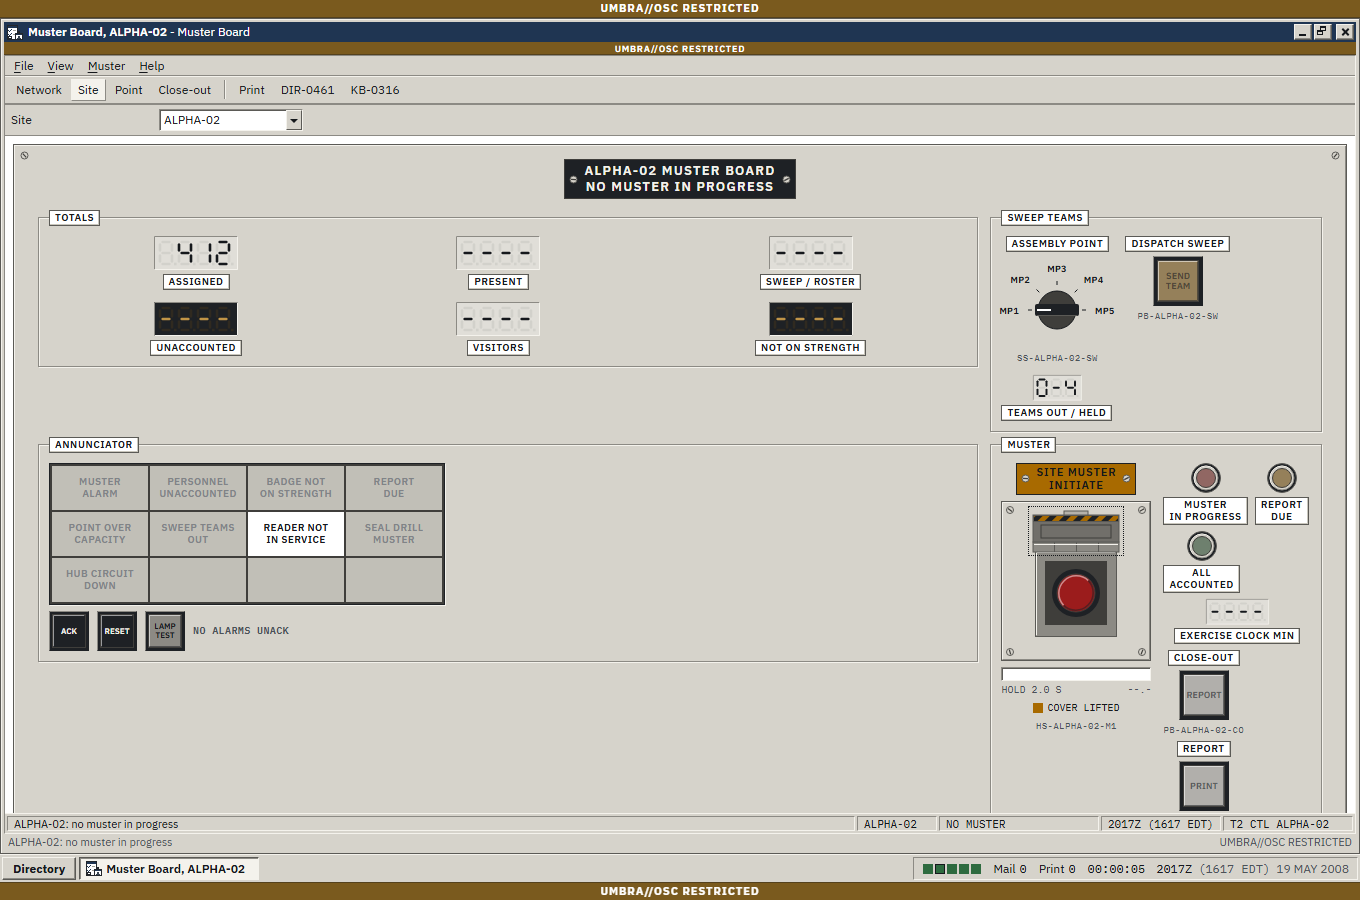 UMBRA//OSC RESTRICTED
Muster Board, ALPHA-02 - Muster Board
UMBRA//OSC RESTRICTED
File View Muster Help
Network Site Point Close-out Print DIR-0461 KB-0316
Site ALPHA-02
ALPHA-02 MUSTER BOARD
NO MUSTER IN PROGRESS
TOTALS
412 ---- ----
ASSIGNED PRESENT SWEEP / ROSTER
---- ---- ----
UNACCOUNTED VISITORS NOT ON STRENGTH
SWEEP TEAMS
ASSEMBLY POINT DISPATCH SWEEP
MP1 MP2 MP3 MP4 MP5
SEND
TEAM
PB-ALPHA-02-SW
SS-ALPHA-02-SW
0-4
TEAMS OUT / HELD
ANNUNCIATOR
MUSTER
ALARM
PERSONNEL
UNACCOUNTED
BADGE NOT
ON STRENGTH
REPORT
DUE
POINT OVER
CAPACITY
SWEEP TEAMS
OUT
READER NOT
IN SERVICE
SEAL DRILL
MUSTER
HUB CIRCUIT
DOWN
ACK RESET LAMP
TEST
NO ALARMS UNACK
MUSTER
SITE MUSTER
INITIATE
HOLD 2.0 S --.-
COVER LIFTED
HS-ALPHA-02-M1
MUSTER
IN PROGRESS
REPORT
DUE
ALL
ACCOUNTED
----
EXERCISE CLOCK MIN
CLOSE-OUT
REPORT
PB-ALPHA-02-CO
REPORT
PRINT
ALPHA-02: no muster in progress ALPHA-02 NO MUSTER 2017Z (1617 EDT) T2 CTL ALPHA-02
ALPHA-02: no muster in progress UMBRA//OSC RESTRICTED
Directory Muster Board, ALPHA-02 Mail 0 Print 0 00:00:05 2017Z (1617 EDT) 19 MAY 2008
UMBRA//OSC RESTRICTED